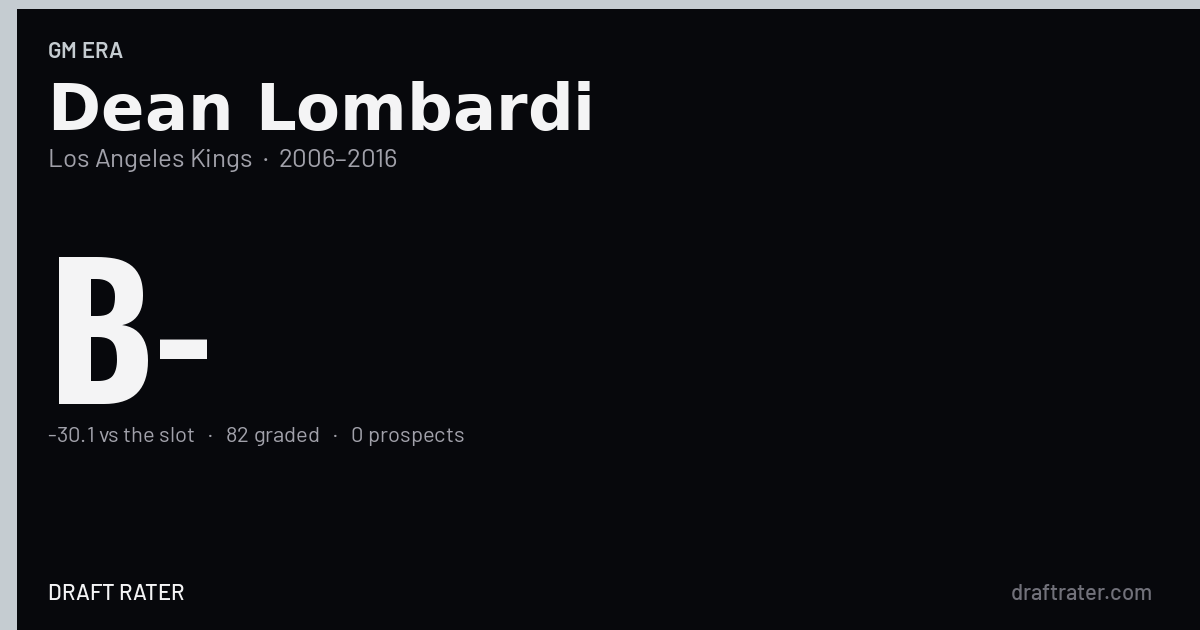 GM ERA
Dean Lombardi
Los Angeles Kings · 2006–2016
B-
-30.1 vs the slot · 82 graded · 0 prospects
DRAFT RATER
draftrater.com